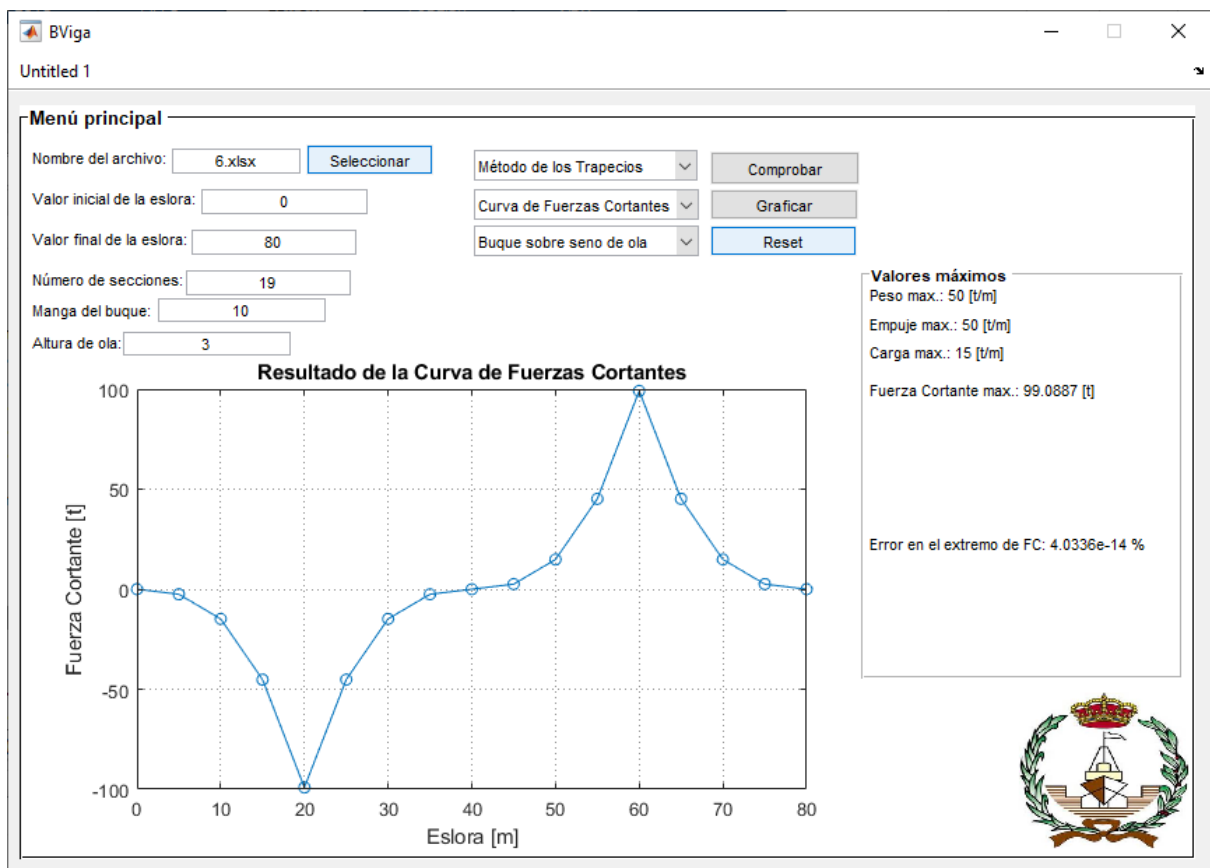 BViga
Untitled 1
Menú principal
Nombre del archivo: 6.xlsx Seleccionar
Valor inicial de la eslora: 0
Valor final de la eslora: 80
Número de secciones: 19
Manga del buque: 10
Altura de ola: 3
Método de los Trapecios Comprobar
Curva de Fuerzas Cortantes Graficar
Buque sobre seno de ola Reset
Valores máximos
Peso max.: 50 [t/m]
Empuje max.: 50 [t/m]
Carga max.: 15 [t/m]
Fuerza Cortante max.: 99.0887 [t]
Error en el extremo de FC: 4.0336e-14 %
Resultado de la Curva de Fuerzas Cortantes
Fuerza Cortante [t]
100
50
0
-50
-100
0 10 20 30 40 50 60 70 80
Eslora [m]